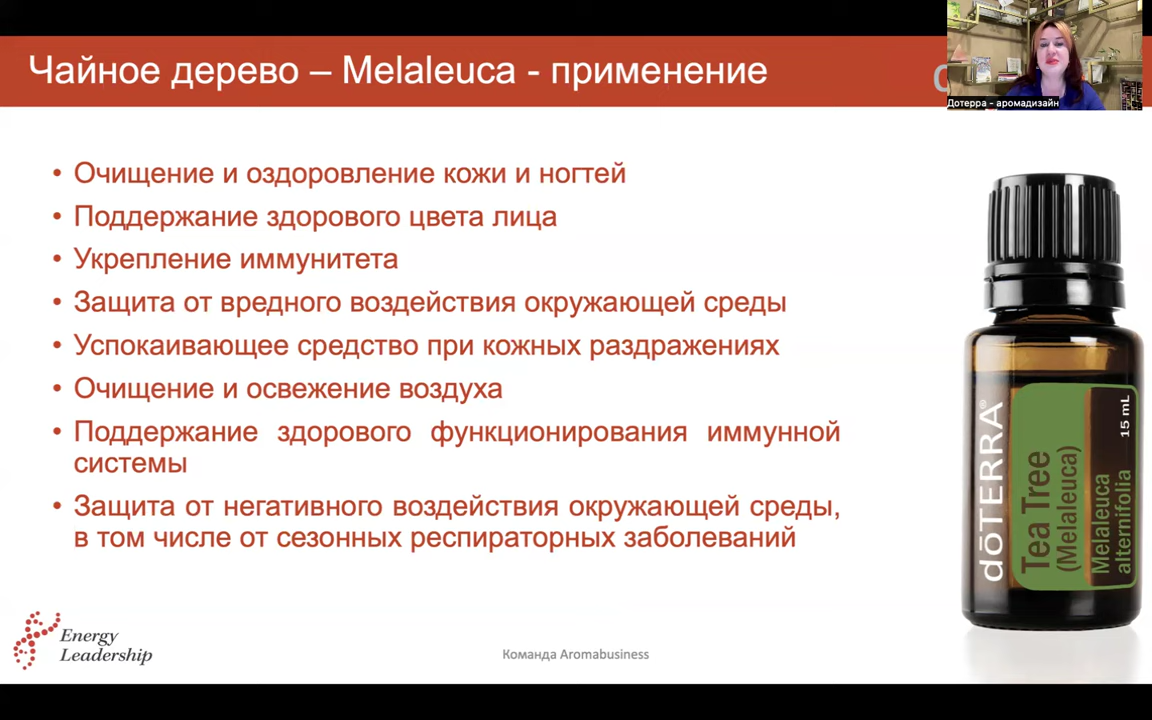 Чайное дерево – Melaleuca - применение
Дотерра - аромадизайн
• Очищение и оздоровление кожи и ногтей
• Поддержание здорового цвета лица
• Укрепление иммунитета
• Защита от вредного воздействия окружающей среды
• Успокаивающее средство при кожных раздражениях
• Очищение и освежение воздуха
• Поддержание здорового функционирования иммунной
системы
• Защита от негативного воздействия окружающей среды,
в том числе от сезонных респираторных заболеваний
dōTERRA®
Tea Tree
(Melaleuca)
Melaleuca
alternifolia
15 mL
Energy
Leadership
Команда Aromabusiness